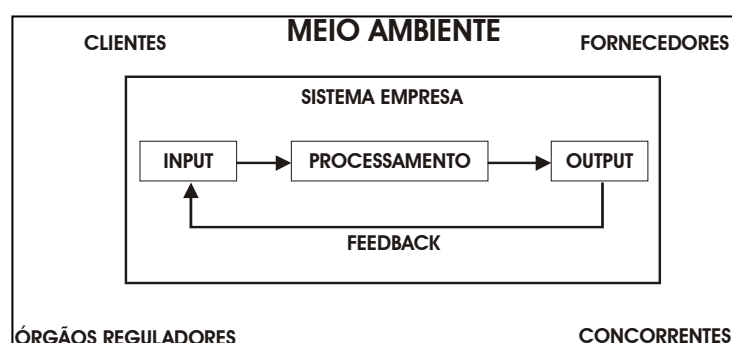 MEIO AMBIENTE
CLIENTES
FORNECEDORES
SISTEMA EMPRESA
INPUT
PROCESSAMENTO
OUTPUT
FEEDBACK
ÓRGÃOS REGULADORES
CONCORRENTES